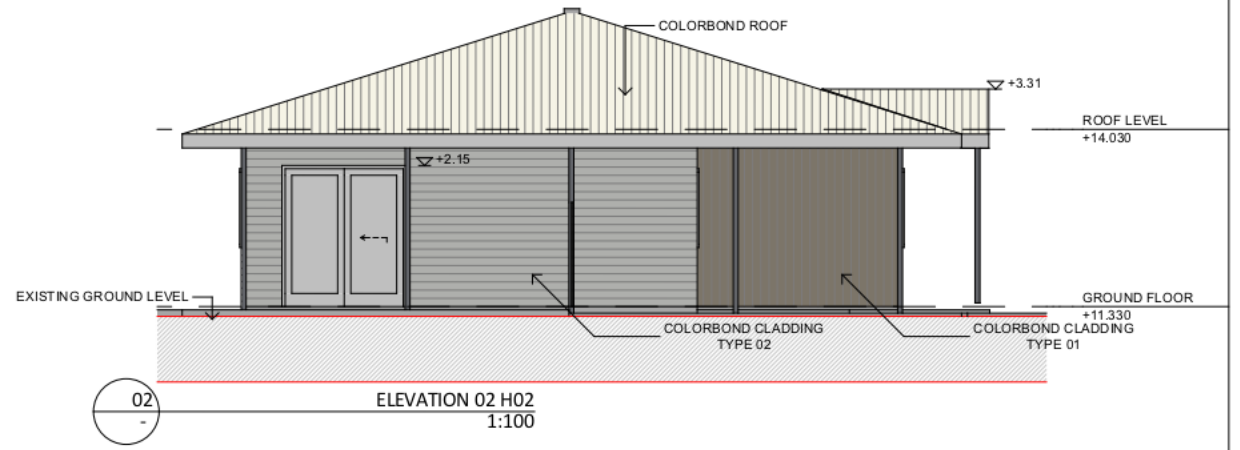 COLORBOND ROOF
+3.31
ROOF LEVEL
+14.030
+2.15
EXISTING GROUND LEVEL
GROUND FLOOR
+11.330
COLORBOND CLADDING
TYPE 02
COLORBOND CLADDING
TYPE 01
02
-
ELEVATION 02 H02
1:100